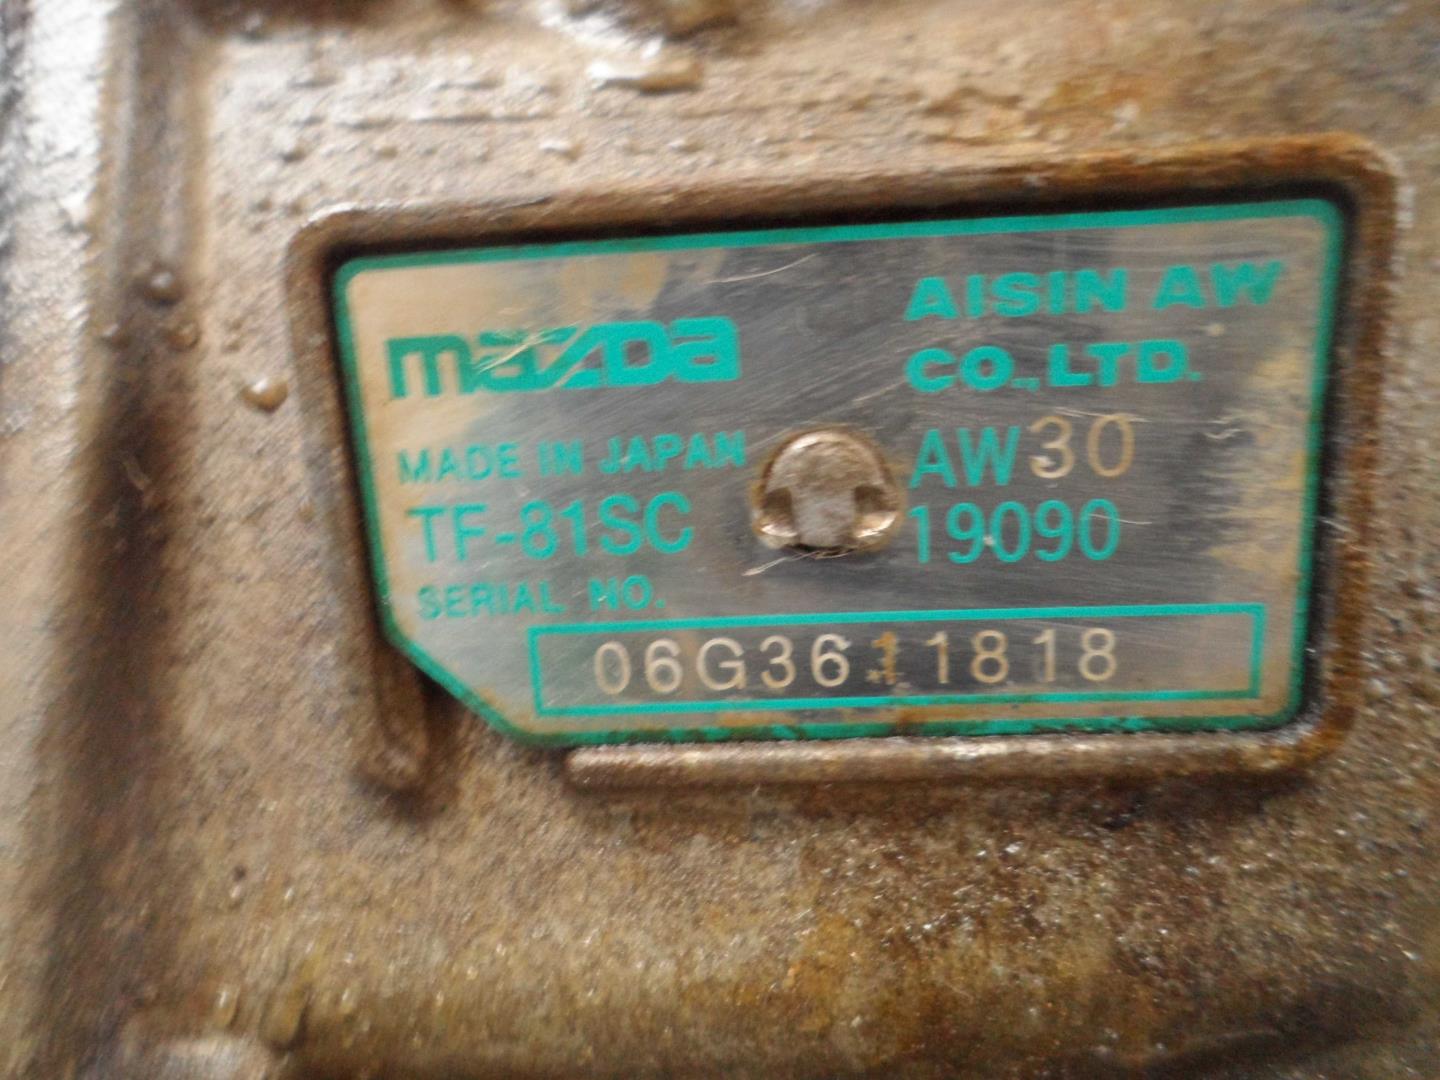 mazda
AISIN AW
CO.,LTD.
MADE IN JAPAN
AW30
TF-81SC
19090
SERIAL NO.
06G3611818